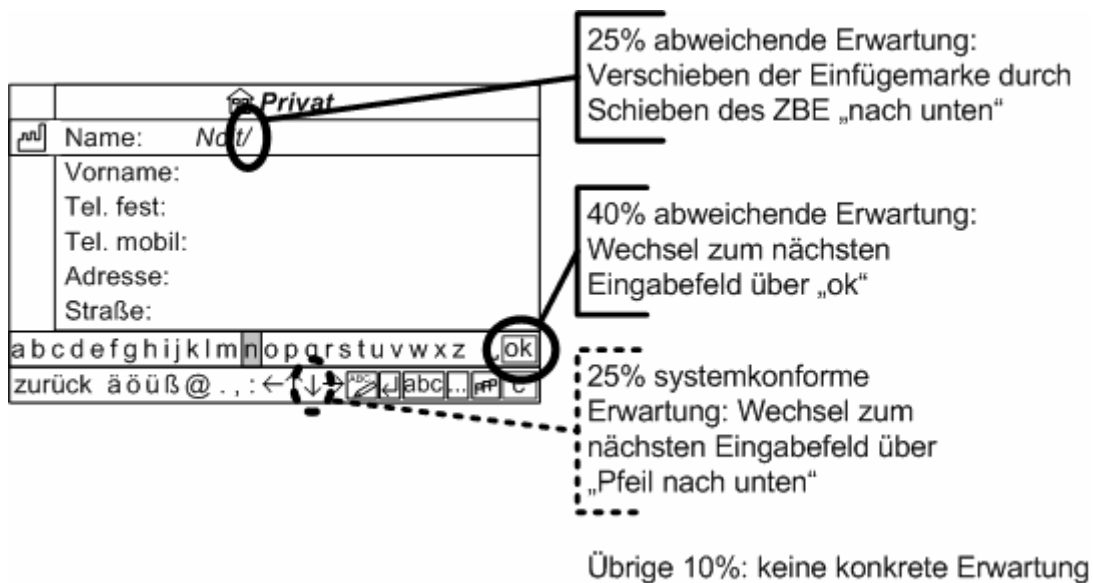 Privat
Name:
Vorname:
Tel. fest:
Tel. mobil:
Adresse:
Straße:
a b c d e f g h i j k l m n o p q r s t u v w x z ok
zurück ä ö ü ß @ . , : ← ↑ ↓ → ABC ↵ abc ...
25% abweichende Erwartung:
Verschieben der Einfügemarke durch
Schieben des ZBE „nach unten“
40% abweichende Erwartung:
Wechsel zum nächsten
Eingabefeld über „ok“
25% systemkonforme
Erwartung: Wechsel zum
nächsten Eingabefeld über
„Pfeil nach unten“
Übrige 10%: keine konkrete Erwartung